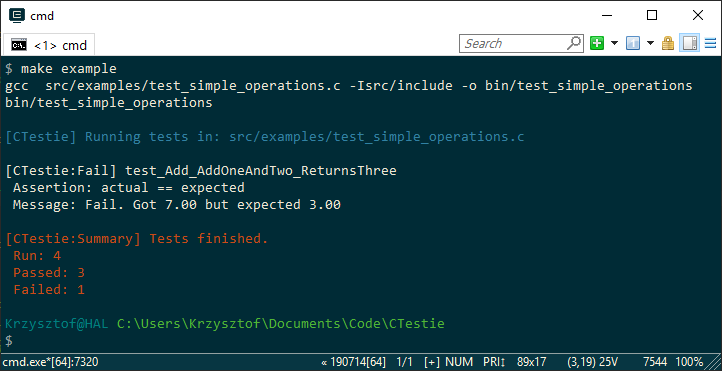 cmd
<1> cmd
Search
$ make example
gcc  src/examples/test_simple_operations.c -Isrc/include -o bin/test_simple_operations
bin/test_simple_operations
[CTestie] Running tests in: src/examples/test_simple_operations.c
[CTestie:Fail] test_Add_AddOneAndTwo_ReturnsThree
 Assertion: actual == expected
 Message: Fail. Got 7.00 but expected 3.00
[CTestie:Summary] Tests finished.
 Run: 4
 Passed: 3
 Failed: 1
Krzysztof@HAL C:\Users\Krzysztof\Documents\Code\CTestie
$
cmd.exe*[64]:7320 « 190714[64] 1/1 [+] NUM PRI↕ 89x17 (3,19) 25V 7544 100%